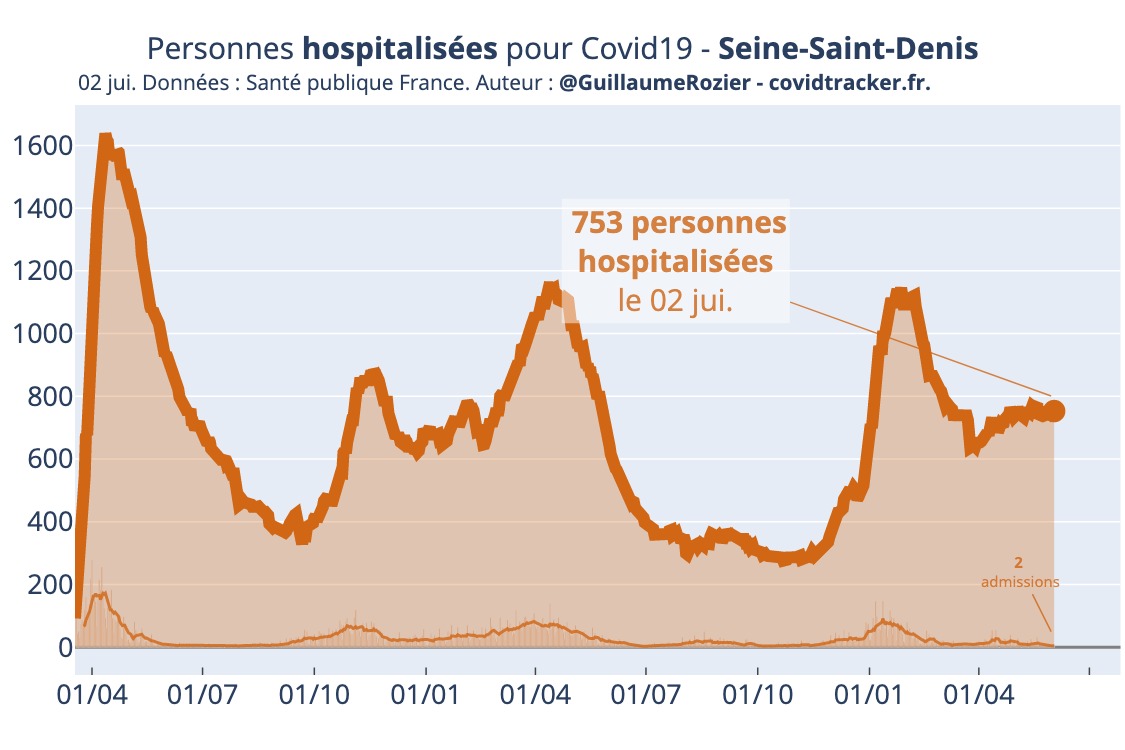 Personnes hospitalisées pour Covid19 - Seine-Saint-Denis
02 jui. Données : Santé publique France. Auteur : @GuillaumeRozier - covidtracker.fr.
1600
1400
1200
1000
800
600
400
200
0
753 personnes
hospitalisées
le 02 jui.
2
admissions
01/04 01/07 01/10 01/01 01/04 01/07 01/10 01/01 01/04